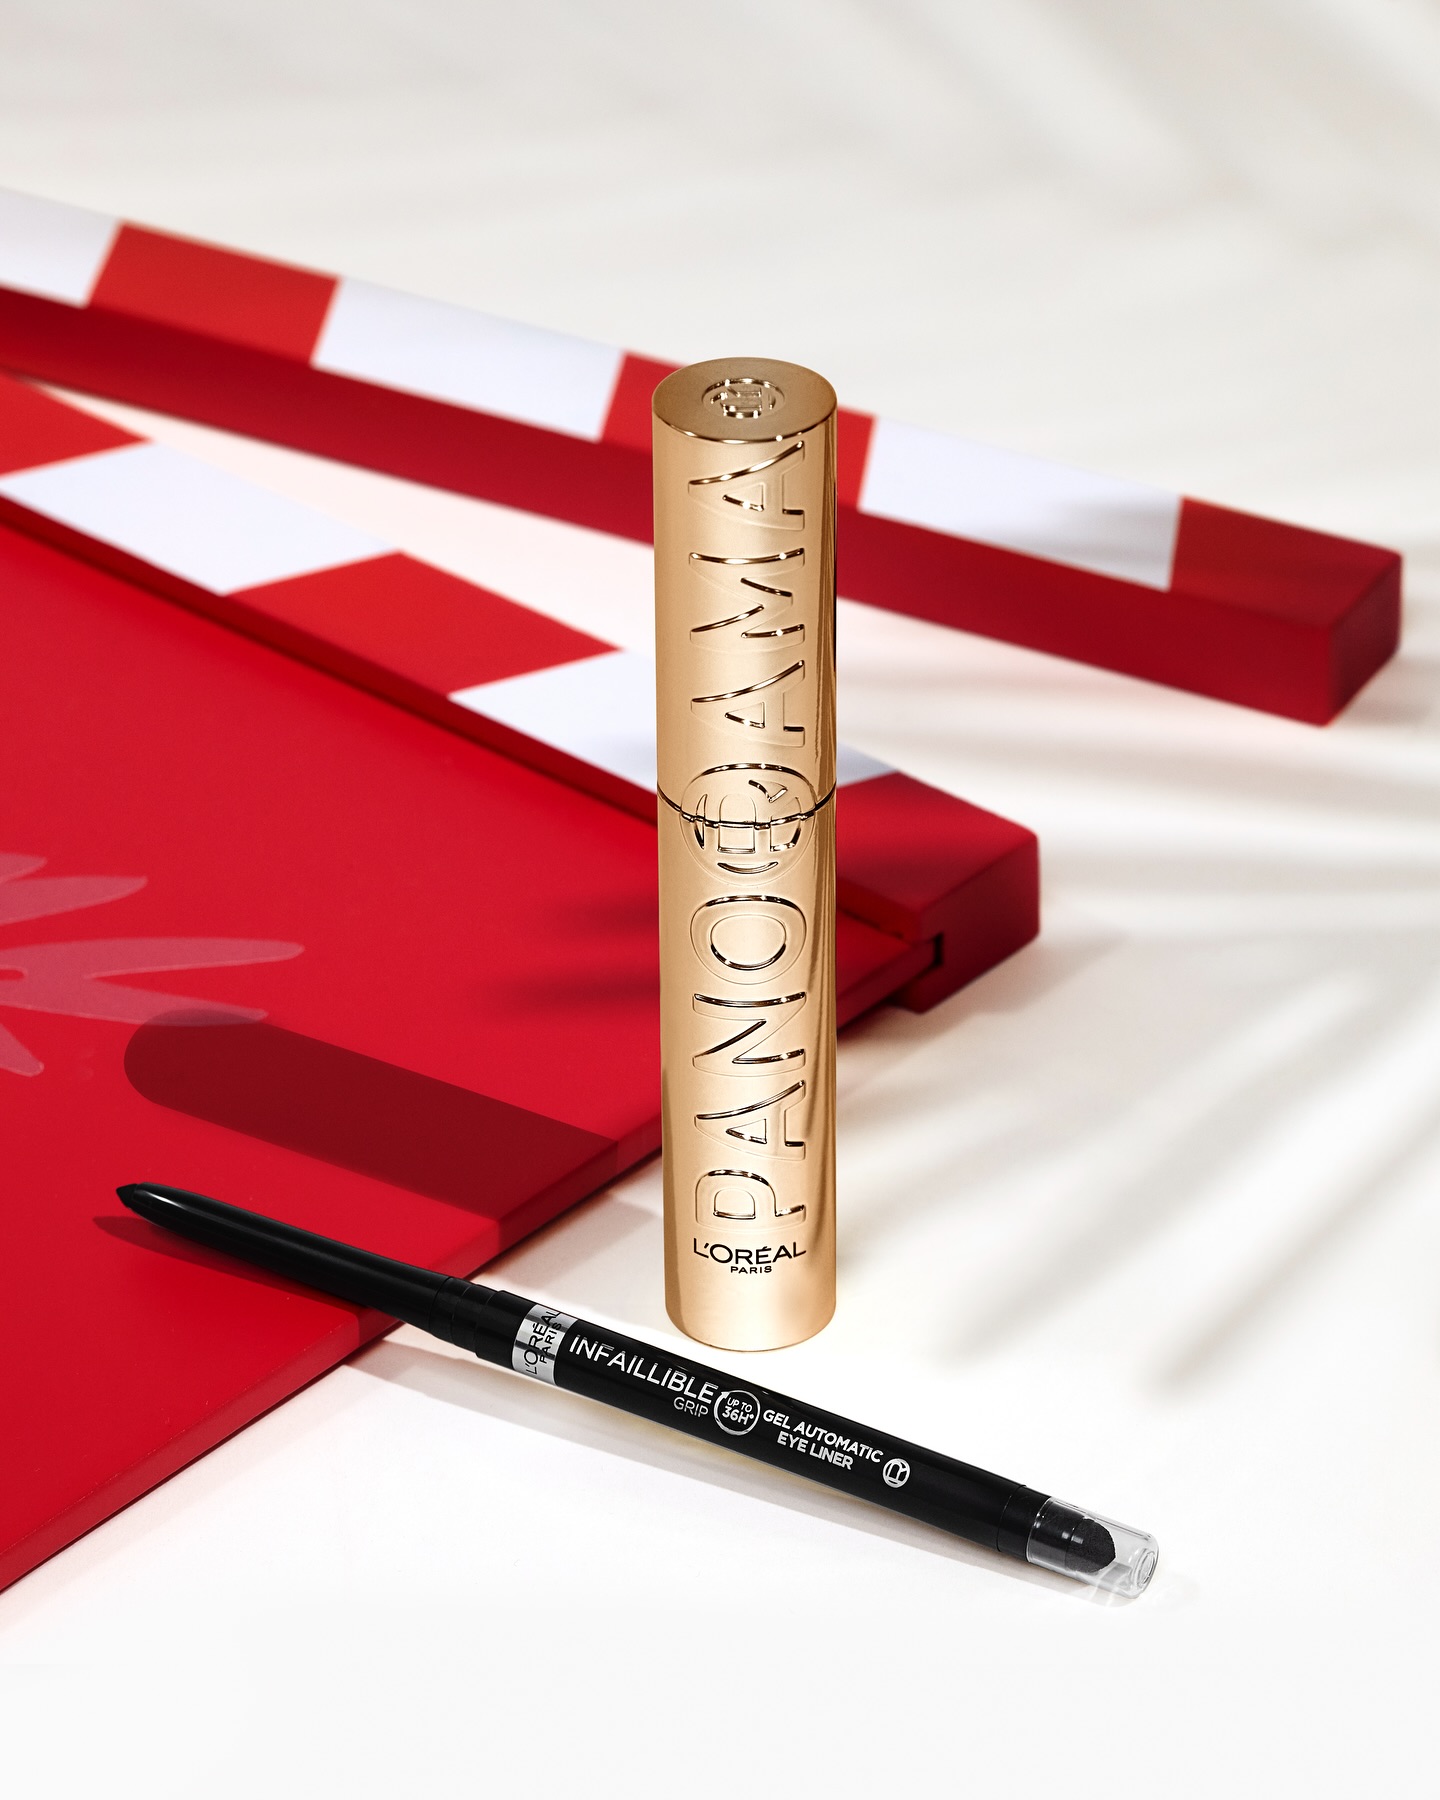 PANORAMA
L'ORÉAL
PARIS
L'ORÉAL
PARIS
INFAILLIBLE
GRIP
UP TO
36H*
GEL AUTOMATIC
EYE LINER